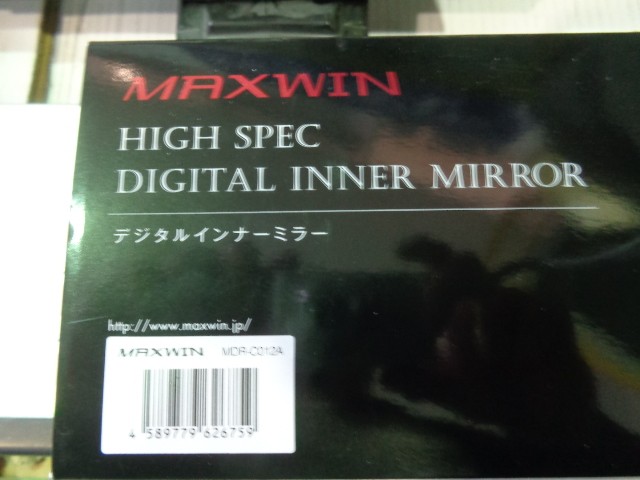 MAXWIN
HIGH SPEC
DIGITAL INNER MIRROR
デジタルインナーミラー
http://www.maxwin.jp/
MAXWIN MDR-C012A
4 589779 626759